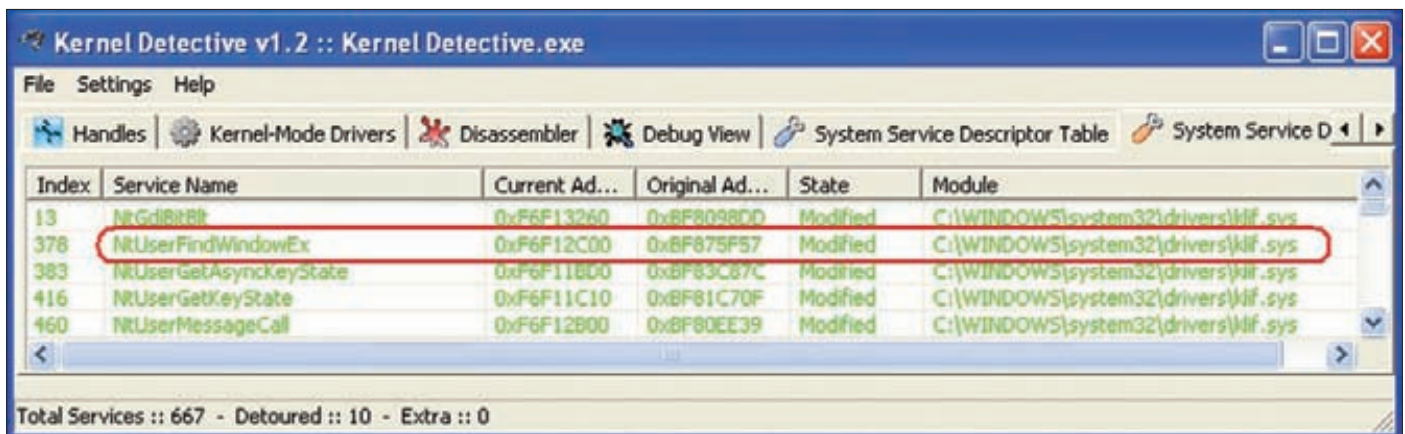 Kernel Detective v1.2 :: Kernel Detective.exe
File Settings Help
Handles Kernel-Mode Drivers Disassembler Debug View System Service Descriptor Table System Service D
Index Service Name Current Ad... Original Ad... State Module
13 NtGdiBitBlt 0xF6F13260 0xBF8098DD Modified C:\WINDOWS\system32\drivers\klif.sys
378 NtUserFindWindowEx 0xF6F12C00 0xBF875F57 Modified C:\WINDOWS\system32\drivers\klif.sys
383 NtUserGetAsyncKeyState 0xF6F11BD0 0xBF83C87C Modified C:\WINDOWS\system32\drivers\klif.sys
416 NtUserGetKeyState 0xF6F11C10 0xBF81C70F Modified C:\WINDOWS\system32\drivers\klif.sys
460 NtUserMessageCall 0xF6F12B00 0xBF80EE39 Modified C:\WINDOWS\system32\drivers\klif.sys
Total Services :: 667 - Detoured :: 10 - Extra :: 0